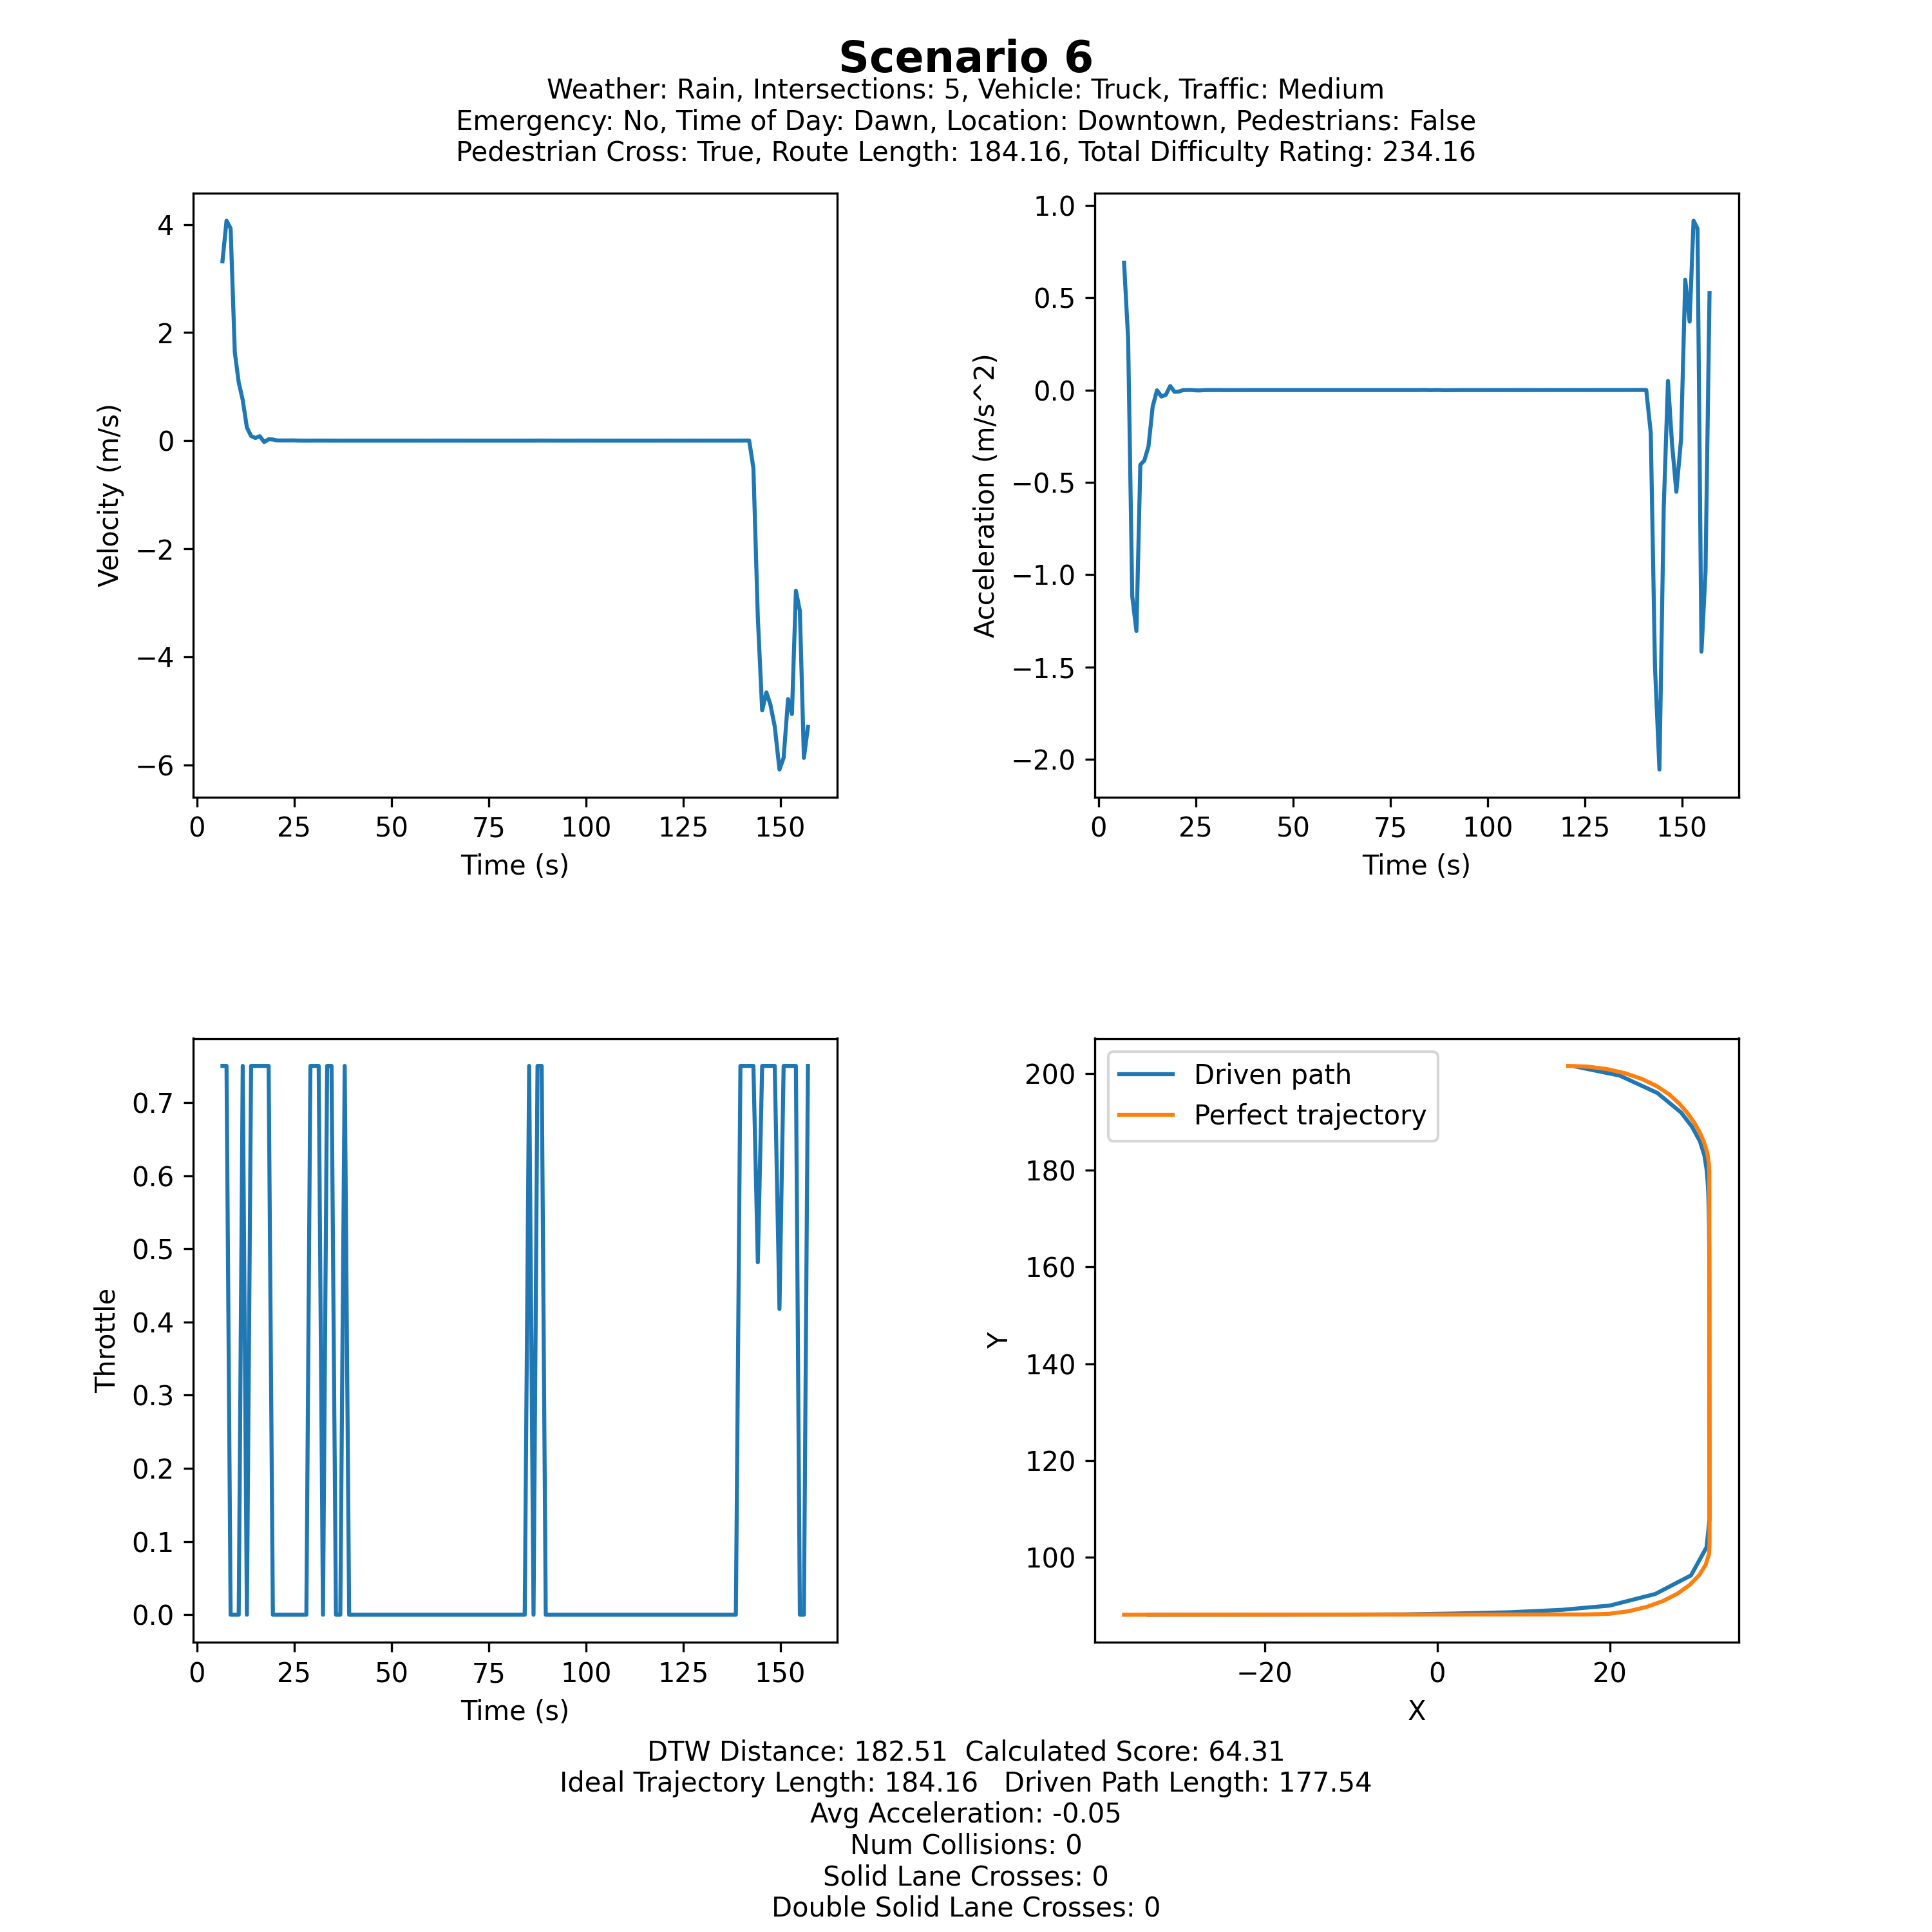 Scenario 6
Weather: Rain, Intersections: 5, Vehicle: Truck, Traffic: Medium
Emergency: No, Time of Day: Dawn, Location: Downtown, Pedestrians: False
Pedestrian Cross: True, Route Length: 184.16, Total Difficulty Rating: 234.16
4
2
0
−2
−4
−6
Velocity (m/s)
0 25 50 75 100 125 150
Time (s)
1.0
0.5
0.0
−0.5
−1.0
−1.5
−2.0
Acceleration (m/s^2)
0 25 50 75 100 125 150
Time (s)
0.7
0.6
0.5
0.4
0.3
0.2
0.1
0.0
Throttle
0 25 50 75 100 125 150
Time (s)
Driven path
Perfect trajectory
200
180
160
140
120
100
Y
−20 0 20
X
DTW Distance: 182.51 Calculated Score: 64.31
Ideal Trajectory Length: 184.16 Driven Path Length: 177.54
Avg Acceleration: -0.05
Num Collisions: 0
Solid Lane Crosses: 0
Double Solid Lane Crosses: 0